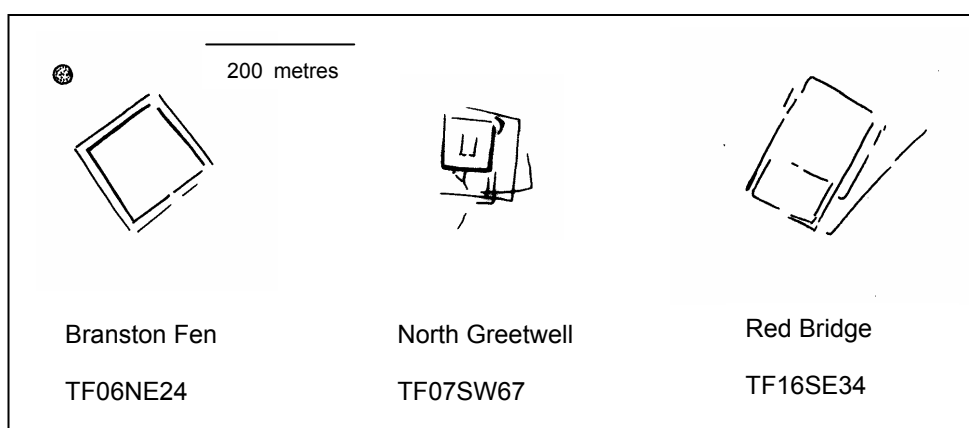 200 metres
Branston Fen
North Greetwell
Red Bridge
TF06NE24
TF07SW67
TF16SE34